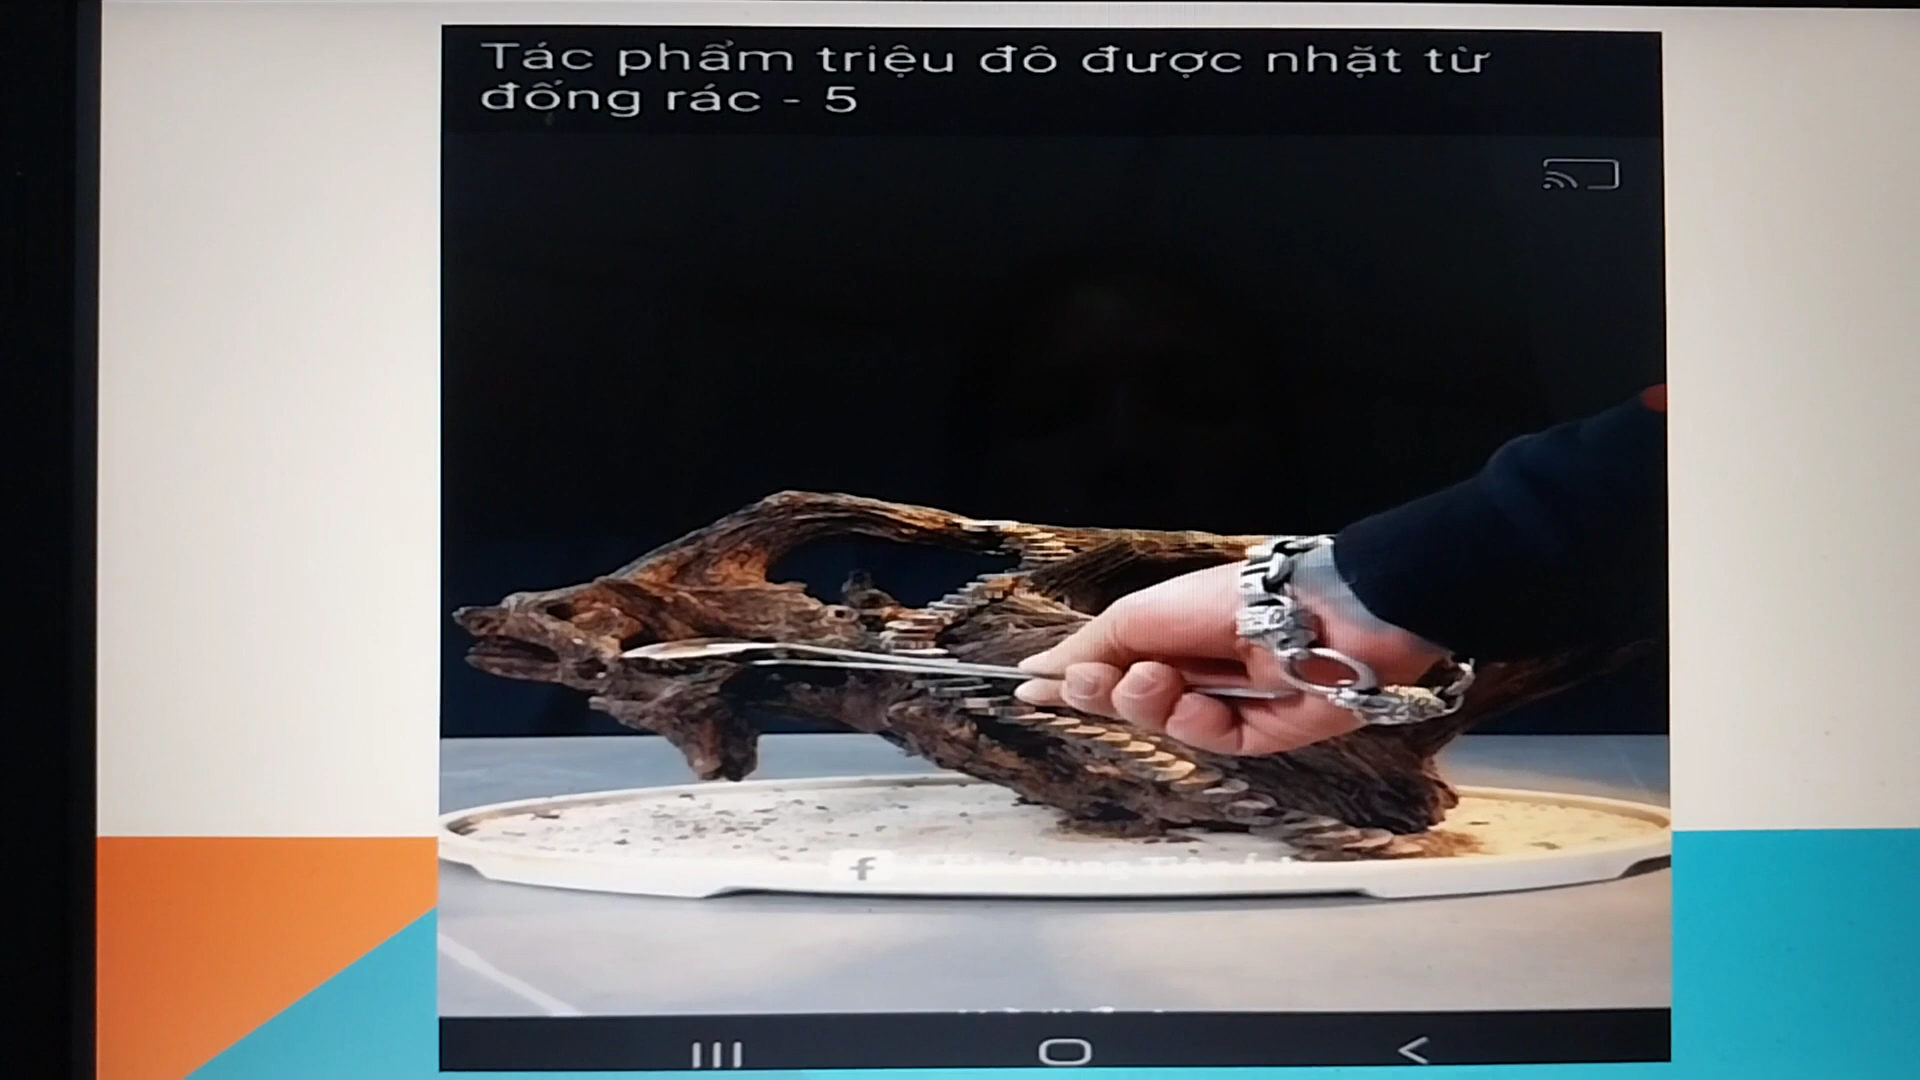 Tác phẩm triệu đô được nhặt từ
đống rác - 5